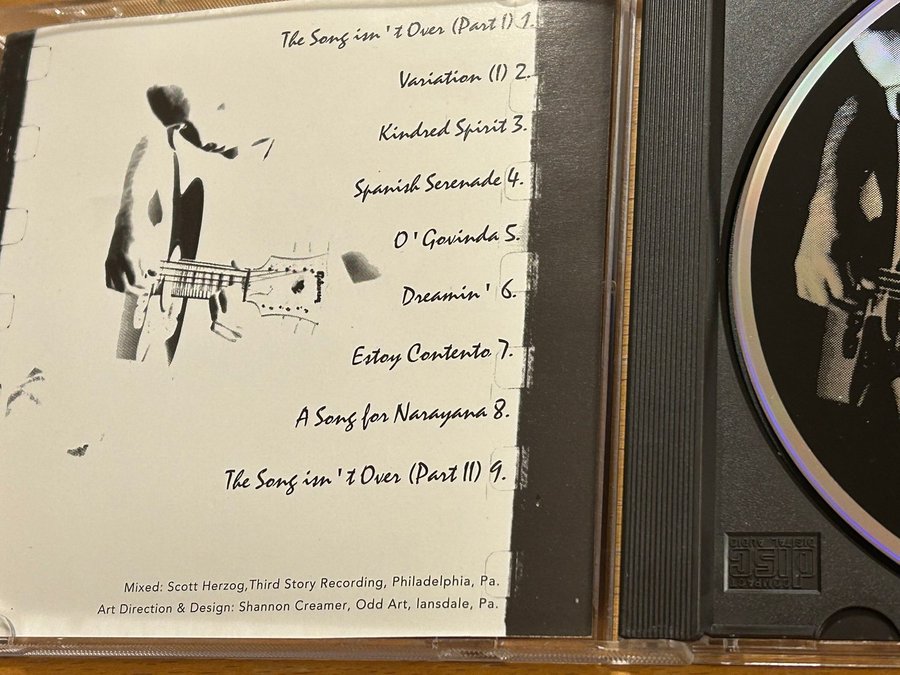 The Song isn't Over (Part I) 1.
Variation (I) 2.
Kindred Spirit 3.
Spanish Serenade 4.
O'Govinda 5.
Dreamin' 6.
Estoy Contento 7.
A Song for Narayana 8.
The Song isn't Over (Part II) 9.
Mixed: Scott Herzog,Third Story Recording, Philadelphia, Pa.
Art Direction & Design: Shannon Creamer, Odd Art, lansdale, Pa.
COMPACT
disc
DIGITAL AUDIO